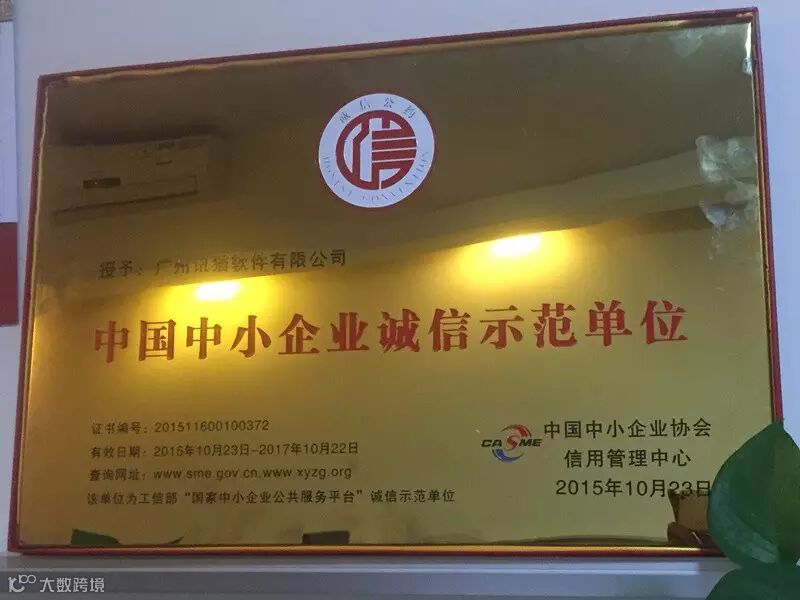 诚信公约
信
HONEST CONVENTION
授予：广州讯猫软件有限公司
中国中小企业诚信示范单位
证书编号：201511600100372
有效日期：2015年10月23日-2017年10月22日
查询网址：www.sme.gov.cn,www.xyzg.org
该单位为工信部“国家中小企业公共服务平台”诚信示范单位
CASME
中国中小企业协会
信用管理中心
2015年10月23日
大数跨境